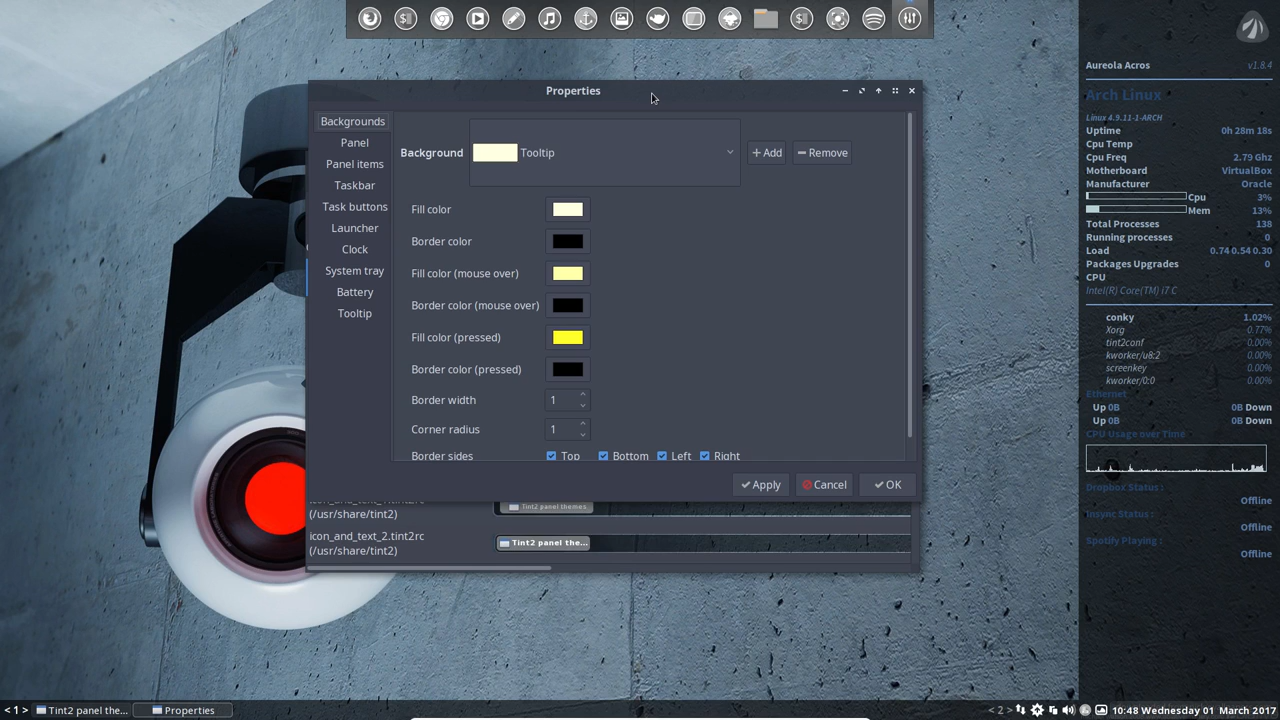 Properties
Backgrounds
Panel
Panel items
Taskbar
Task buttons
Launcher
Clock
System tray
Battery
Tooltip
Background Tooltip Add Remove
Fill color
Border color
Fill color (mouse over)
Border color (mouse over)
Fill color (pressed)
Border color (pressed)
Border width 1
Corner radius 1
Border sides Top Bottom Left Right
Apply Cancel OK
(/usr/share/tint2) Tint2 panel themes
icon_and_text_2.tint2rc
(/usr/share/tint2) Tint2 panel the...
Aureola Acros v1.8.4
Arch Linux
Linux 4.9.11-1-ARCH
Uptime 0h 28m 18s
Cpu Temp
Cpu Freq 2.79 Ghz
Motherboard VirtualBox
Manufacturer Oracle
Cpu 3%
Mem 13%
Total Processes 138
Running processes 0
Load 0.74 0.54 0.30
Packages Upgrades 0
CPU
Intel(R) Core(TM) i7 C
conky 1.02%
Xorg 0.77%
tint2conf 0.00%
kworker/u8:2 0.00%
screenkey 0.00%
kworker/0:0 0.00%
Ethernet
Up 0B 0B Down
Up 0B 0B Down
CPU Usage over Time
Dropbox Status :
Offline
Insync Status :
Offline
Spotify Playing :
Offline
< 1 > Tint2 panel the... Properties < 2 > 10:48 Wednesday 01 March 2017